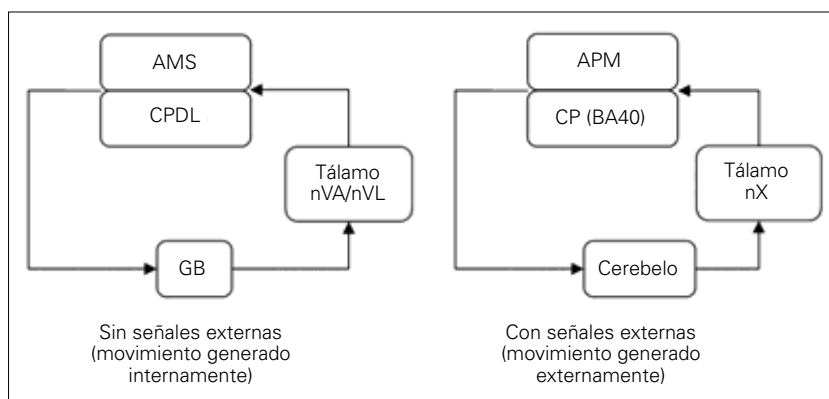 AMS
CPDL
Tálamo
nVA/nVL
GB
Sin señales externas
(movimiento generado
internamente)
APM
CP (BA40)
Tálamo
nX
Cerebelo
Con señales externas
(movimiento generado
externamente)